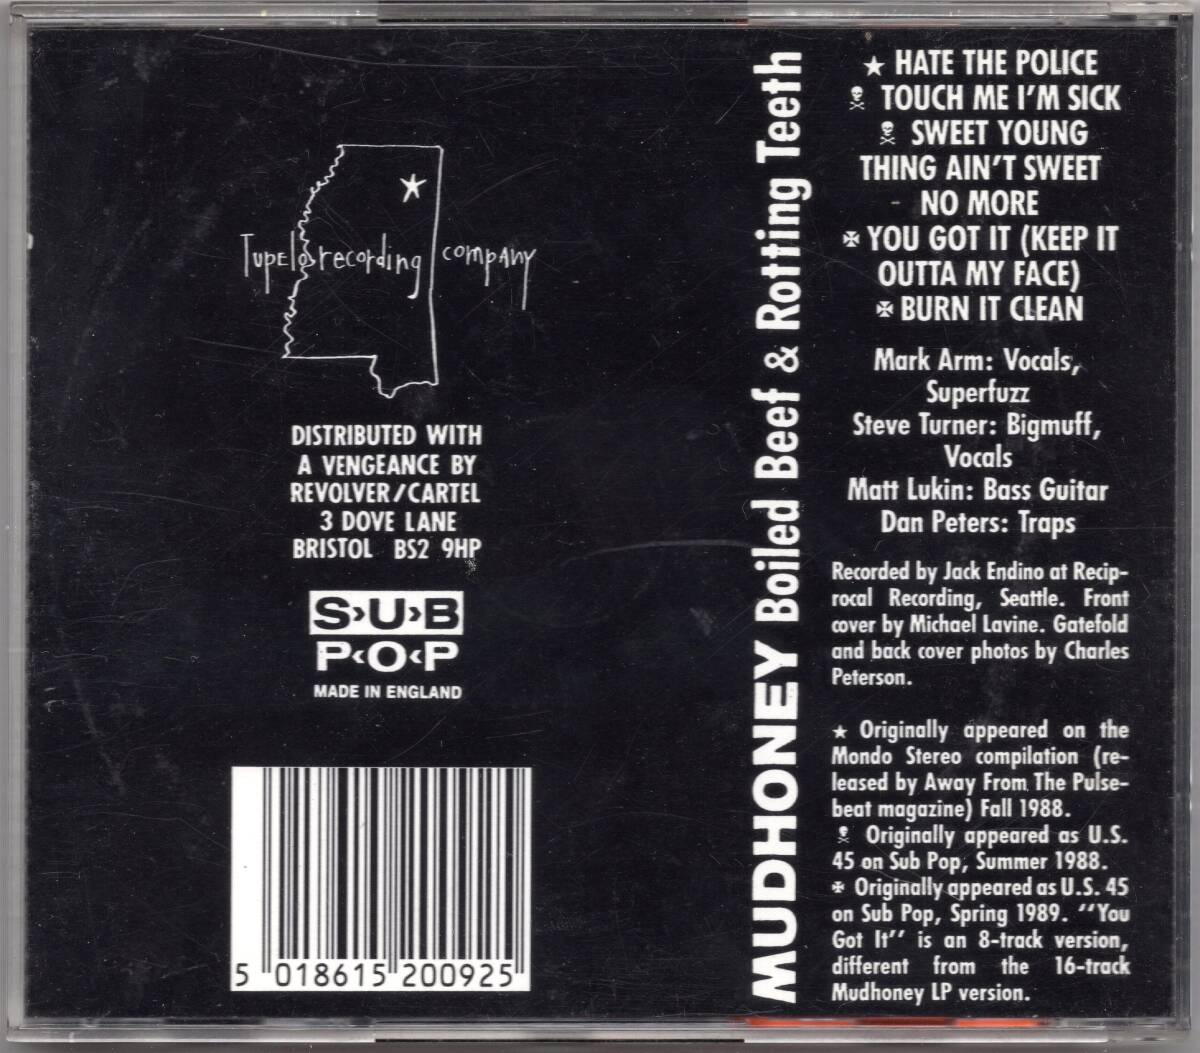 Tupelo recording company
DISTRIBUTED WITH
A VENGEANCE BY
REVOLVER/CARTEL
3 DOVE LANE
BRISTOL BS2 9HP
S›U›B
P‹O‹P
MADE IN ENGLAND
5 018615 200925
MUDHONEY Boiled Beef & Rotting Teeth
★ HATE THE POLICE
☠ TOUCH ME I'M SICK
☠ SWEET YOUNG
THING AIN'T SWEET
NO MORE
✠ YOU GOT IT (KEEP IT
OUTTA MY FACE)
✠ BURN IT CLEAN
Mark Arm: Vocals,
Superfuzz
Steve Turner: Bigmuff,
Vocals
Matt Lukin: Bass Guitar
Dan Peters: Traps
Recorded by Jack Endino at Recip-
rocal Recording, Seattle. Front
cover by Michael Lavine. Gatefold
and back cover photos by Charles
Peterson.
★ Originally appeared on the
Mondo Stereo compilation (re-
leased by Away From The Pulse-
beat magazine) Fall 1988.
☠ Originally appeared as U.S.
45 on Sub Pop, Summer 1988.
✠ Originally appeared as U.S. 45
on Sub Pop, Spring 1989. "You
Got It" is an 8-track version,
different from the 16-track
Mudhoney LP version.